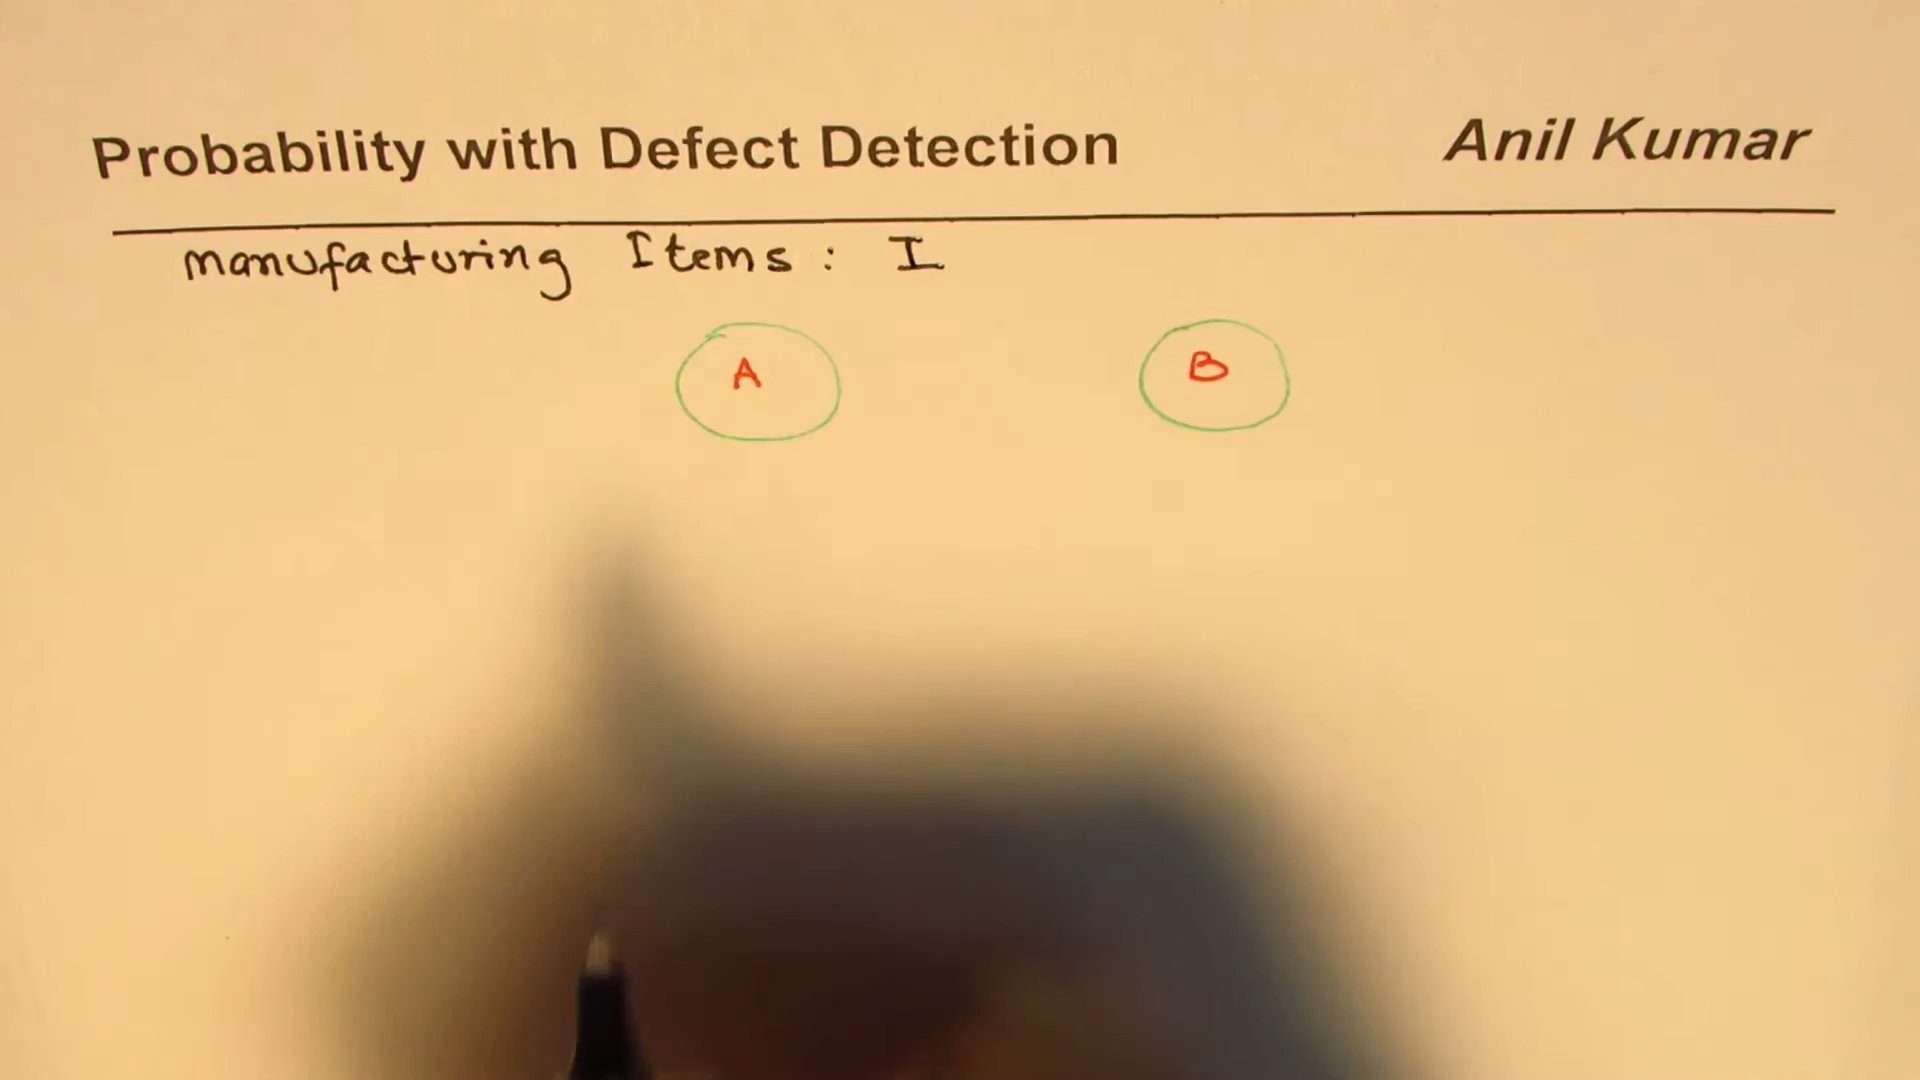 Probability with Defect Detection Anil Kumar
manufacturing Items : I
A B